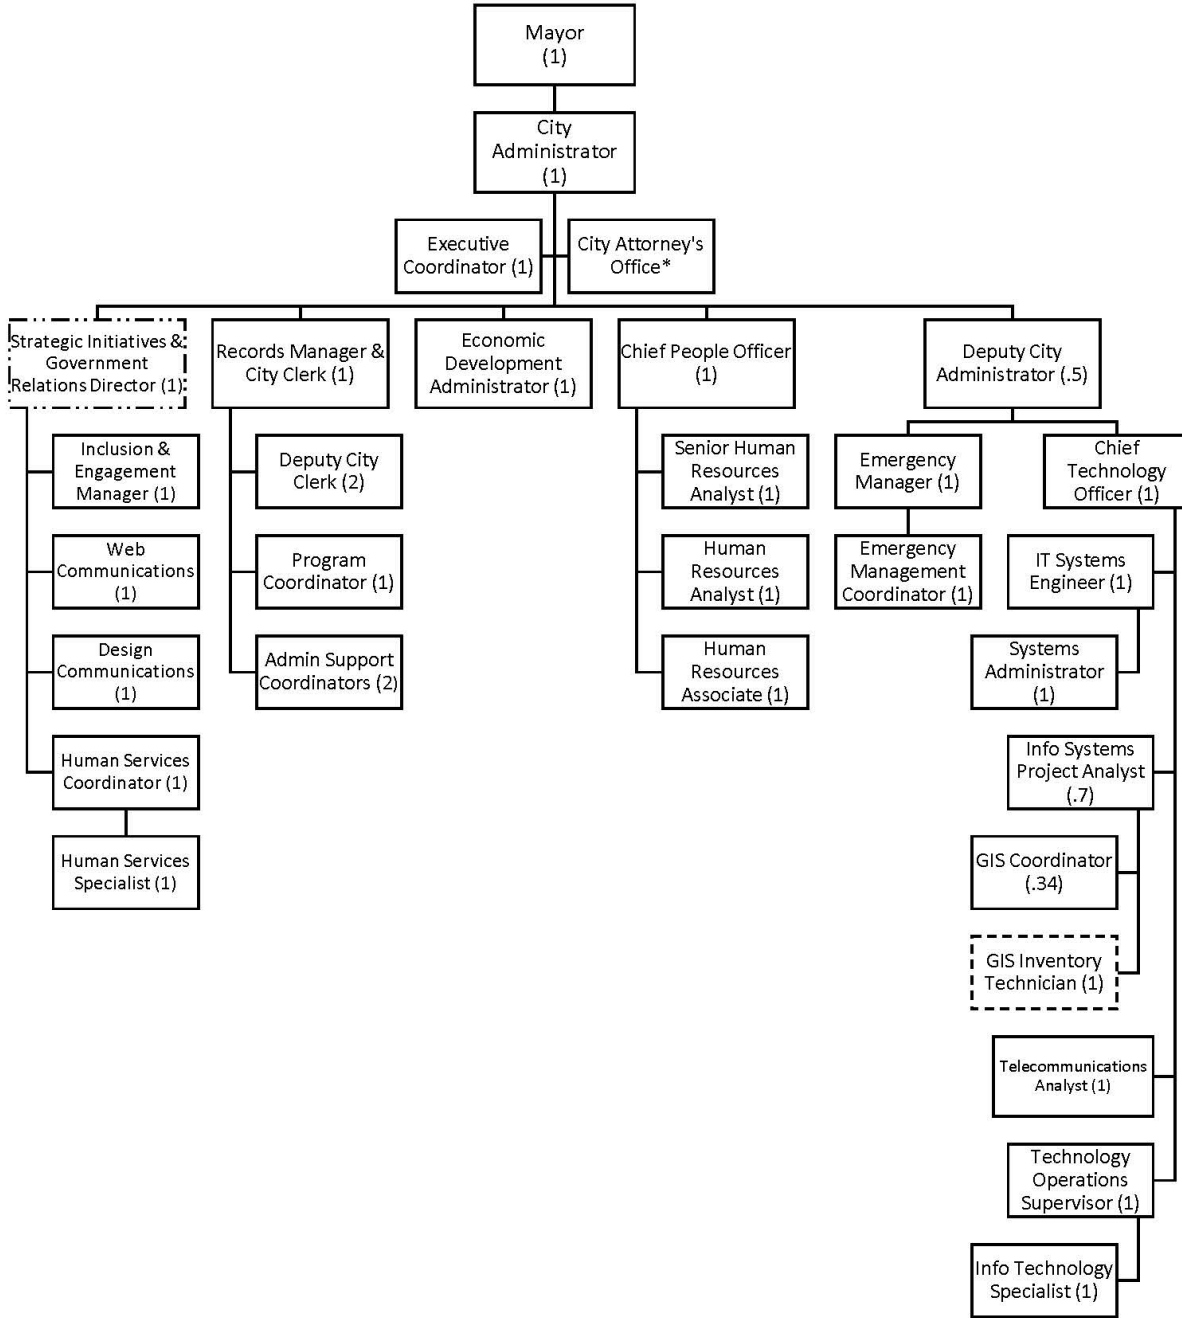 Mayor
(1)
City
Administrator
(1)
Executive
Coordinator (1)
City Attorney's
Office*
Strategic Initiatives &
Government
Relations Director (1)
Records Manager &
City Clerk (1)
Economic
Development
Administrator (1)
Chief People Officer
(1)
Deputy City
Administrator (.5)
Inclusion &
Engagement
Manager (1)
Web
Communications
(1)
Design
Communications
(1)
Human Services
Coordinator (1)
Human Services
Specialist (1)
Deputy City
Clerk (2)
Program
Coordinator (1)
Admin Support
Coordinators (2)
Senior Human
Resources
Analyst (1)
Human
Resources
Analyst (1)
Human
Resources
Associate (1)
Emergency
Manager (1)
Emergency
Management
Coordinator (1)
Chief
Technology
Officer (1)
IT Systems
Engineer (1)
Systems
Administrator
(1)
Info Systems
Project Analyst
(.7)
GIS Coordinator
(.34)
GIS Inventory
Technician (1)
Telecommunications
Analyst (1)
Technology
Operations
Supervisor (1)
Info Technology
Specialist (1)